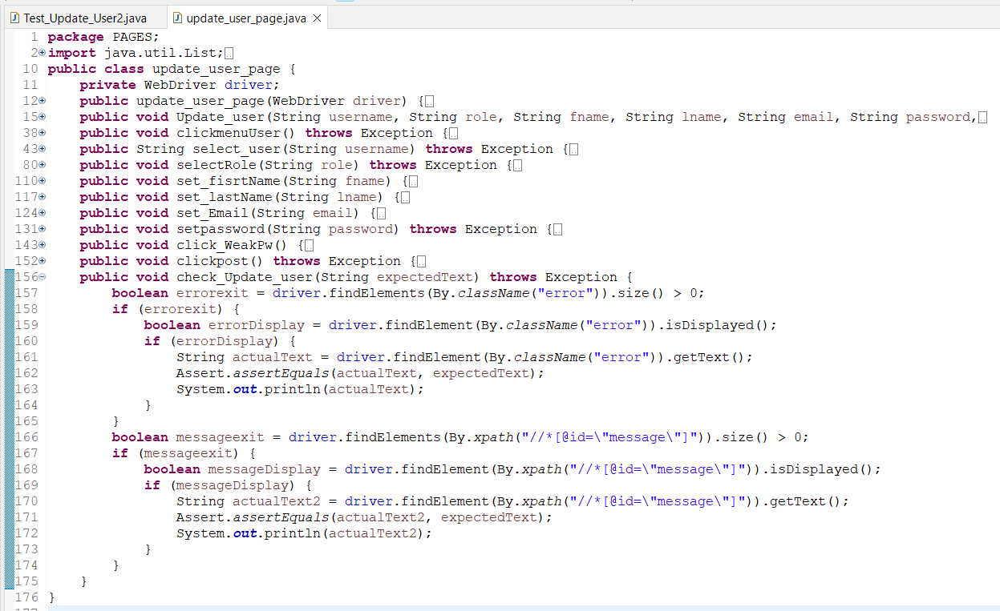 Test_Update_User2.java update_user_page.java
1 package PAGES;
2 import java.util.List;
10 public class update_user_page {
11 private WebDriver driver;
12 public update_user_page(WebDriver driver) {
15 public void Update_user(String username, String role, String fname, String lname, String email, String password,
38 public void clickmenuUser() throws Exception {
43 public String select_user(String username) throws Exception {
80 public void selectRole(String role) throws Exception {
110 public void set_fisrtName(String fname) {
117 public void set_lastName(String lname) {
124 public void set_Email(String email) {
131 public void setpassword(String password) throws Exception {
143 public void click_WeakPw() {
152 public void clickpost() throws Exception {
156 public void check_Update_user(String expectedText) throws Exception {
157 boolean errorexit = driver.findElements(By.className("error")).size() > 0;
158 if (errorexit) {
159 boolean errorDisplay = driver.findElement(By.className("error")).isDisplayed();
160 if (errorDisplay) {
161 String actualText = driver.findElement(By.className("error")).getText();
162 Assert.assertEquals(actualText, expectedText);
163 System.out.println(actualText);
164 }
165 }
166 boolean messageexit = driver.findElements(By.xpath("//*[@id=\"message\"]")).size() > 0;
167 if (messageexit) {
168 boolean messageDisplay = driver.findElement(By.xpath("//*[@id=\"message\"]")).isDisplayed();
169 if (messageDisplay) {
170 String actualText2 = driver.findElement(By.xpath("//*[@id=\"message\"]")).getText();
171 Assert.assertEquals(actualText2, expectedText);
172 System.out.println(actualText2);
173 }
174 }
175 }
176 }